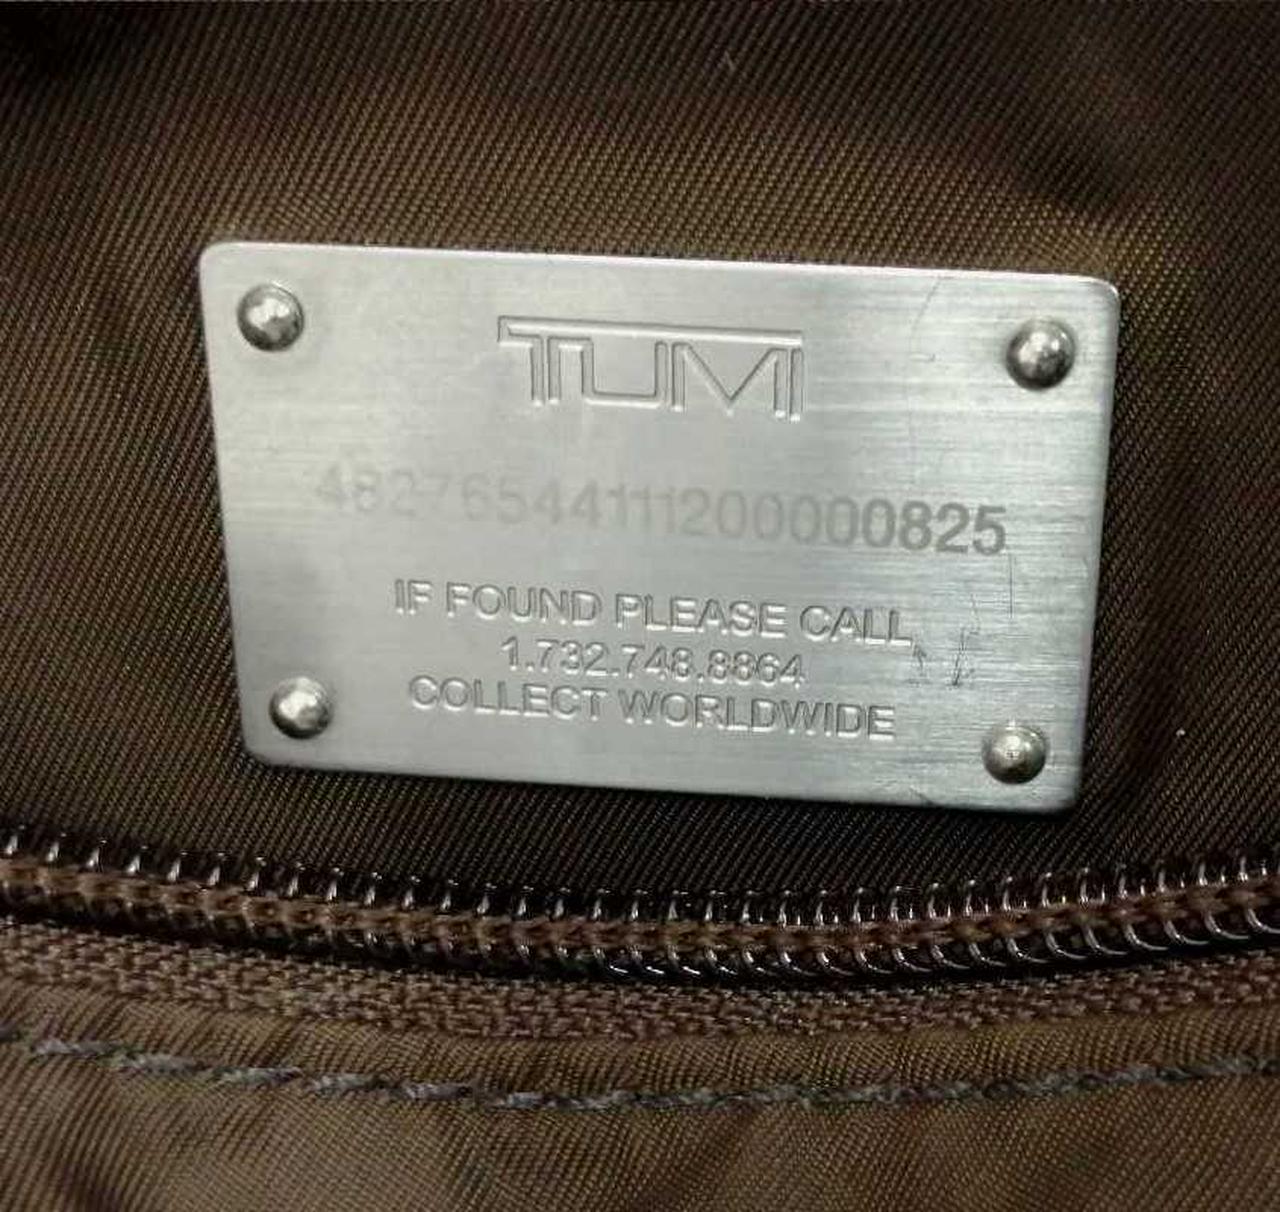 TUMI
48276544111200000825
IF FOUND PLEASE CALL
1.732.748.8864
COLLECT WORLDWIDE